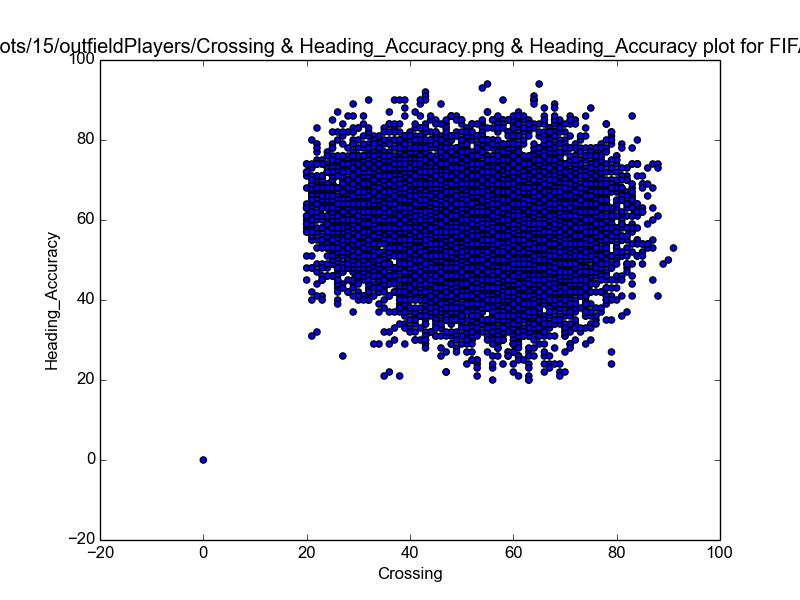 ots/15/outfieldPlayers/Crossing & Heading_Accuracy.png & Heading_Accuracy plot for FIFA
100
80
60
40
20
0
−20
Heading_Accuracy
−20 0 20 40 60 80 100
Crossing